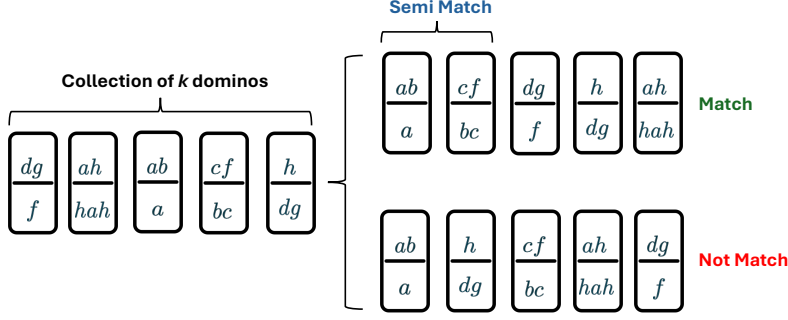 Semi Match
Collection of k dominos
ab cf dg h ah
a bc f dg hah
Match
dg ah ab cf h
f hah a bc dg
ab h cf ah dg
a dg bc hah f
Not Match